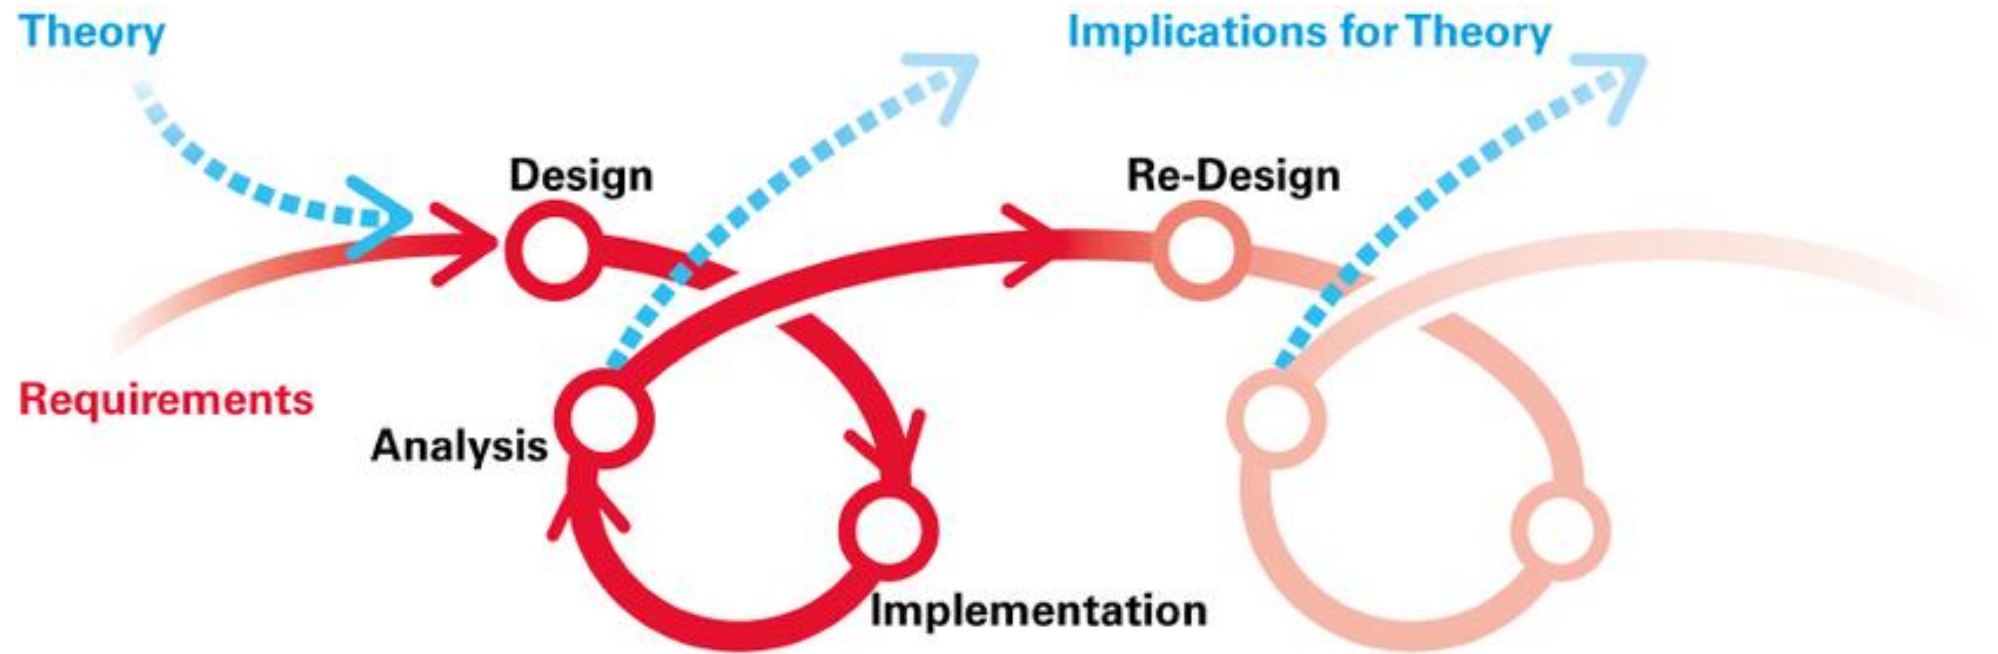 Theory
Implications for Theory
Design
Re-Design
Requirements
Analysis
Implementation